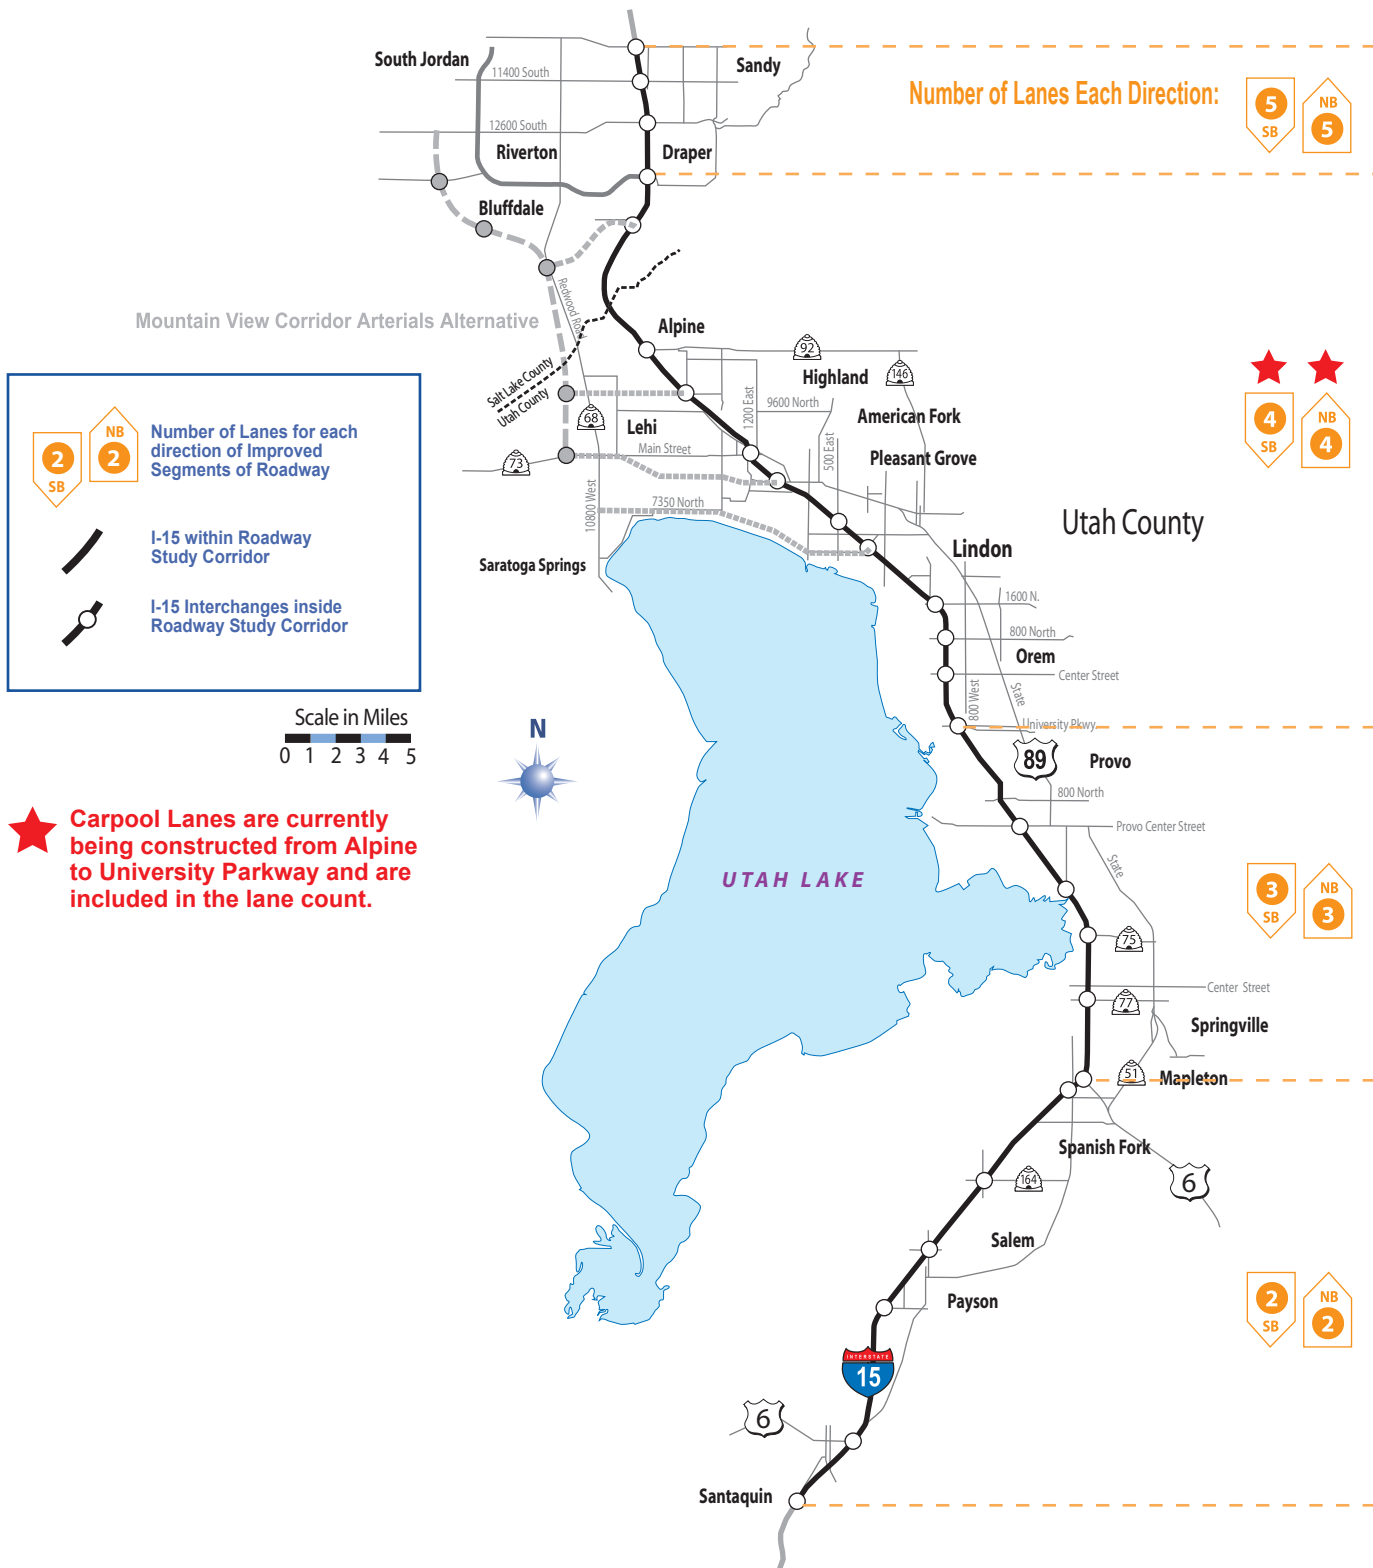 South Jordan
Sandy
11400 South
Number of Lanes Each Direction:
5
SB
NB
5
12600 South
Riverton
Draper
Bluffdale
Redwood Road
Mountain View Corridor Arterials Alternative
Alpine
92
Highland
146
Salt Lake County
Utah County
1200 East
9600 North
American Fork
68
Lehi
Main Street
500 East
4
SB
NB
4
73
Pleasant Grove
10800 West
7350 North
Utah County
Saratoga Springs
Lindon
2
SB
NB
2
Number of Lanes for each
direction of Improved
Segments of Roadway
I-15 within Roadway
Study Corridor
I-15 Interchanges inside
Roadway Study Corridor
1600 N.
800 North
Orem
Center Street
800 West
State
University Pkwy
Scale in Miles
0 1 2 3 4 5
N
89
Provo
800 North
Provo Center Street
State
Carpool Lanes are currently
being constructed from Alpine
to University Parkway and are
included in the lane count.
UTAH LAKE
3
SB
NB
3
75
Center Street
77
Springville
51
Mapleton
Spanish Fork
6
164
Salem
Payson
2
SB
NB
2
INTERSTATE
15
6
Santaquin